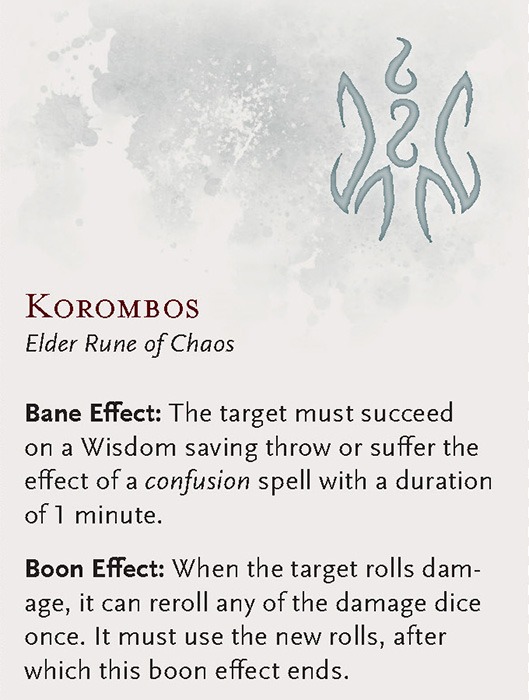 Korombos
Elder Rune of Chaos
Bane Effect: The target must succeed
on a Wisdom saving throw or suffer the
effect of a confusion spell with a duration
of 1 minute.
Boon Effect: When the target rolls dam-
age, it can reroll any of the damage dice
once. It must use the new rolls, after
which this boon effect ends.